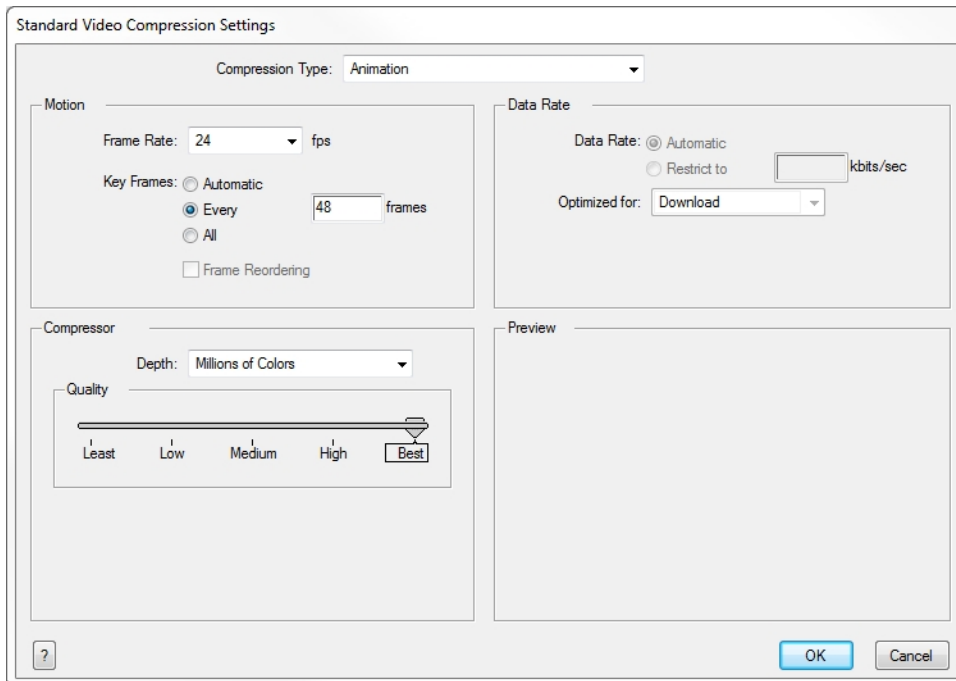 Standard Video Compression Settings
Compression Type: Animation
Motion
Frame Rate: 24 fps
Key Frames: Automatic
Every 48 frames
All
Frame Reordering
Data Rate
Data Rate: Automatic
Restrict to kbits/sec
Optimized for: Download
Compressor
Depth: Millions of Colors
Quality
Least Low Medium High Best
Preview
? OK Cancel